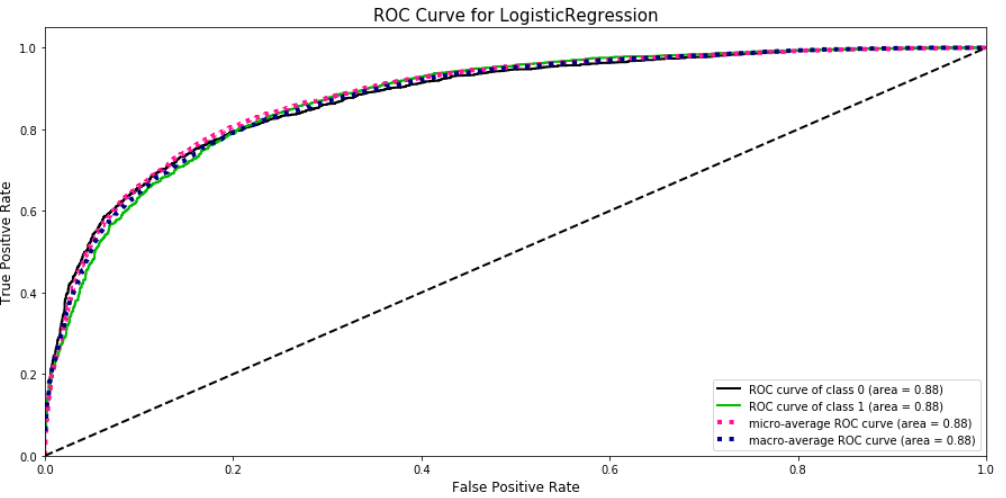 ROC Curve for LogisticRegression
True Positive Rate
1.0
0.8
0.6
0.4
0.2
0.0
0.0 0.2 0.4 0.6 0.8 1.0
False Positive Rate
ROC curve of class 0 (area = 0.88)
ROC curve of class 1 (area = 0.88)
micro-average ROC curve (area = 0.88)
macro-average ROC curve (area = 0.88)